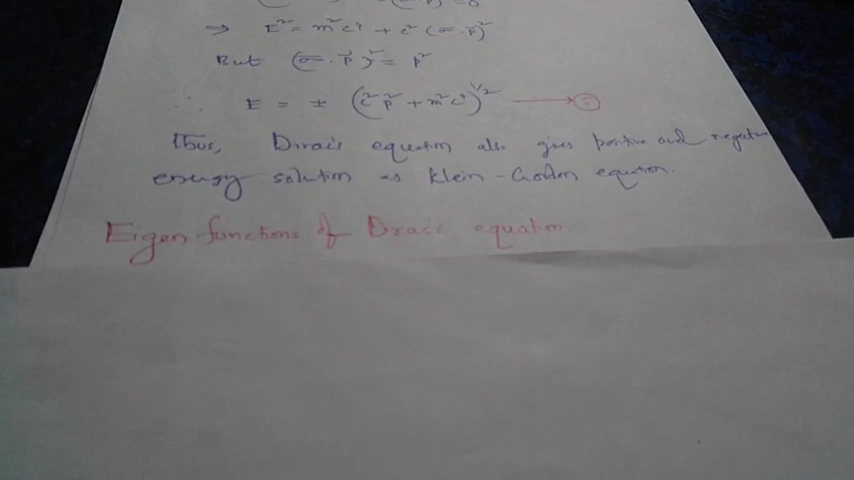 ⇒ E² = m²c⁴ + c² (σ·p⃗)²
But (σ·p⃗)² = p²
∴ E = ± (c²p² + m²c⁴)^1/2
Thus, Dirac's equation also gives positive and negative
energy solution as Klein-Gordon equation.
Eigen functions of Dirac equation